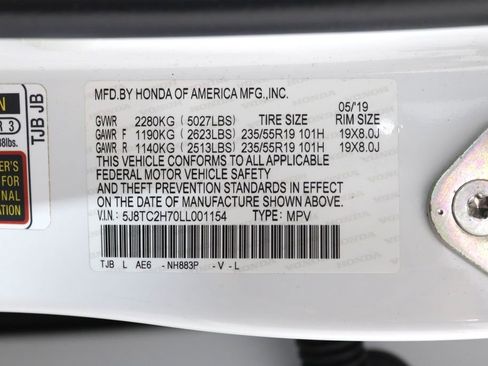 MFD.BY HONDA OF AMERICA MFG.,INC.
05/'19
GVWR 2280KG (5027LBS) TIRE SIZE RIM SIZE
GAWR F 1190KG (2623LBS) 235/55R19 101H 19X8.0J
GAWR R 1140KG (2513LBS) 235/55R19 101H 19X8.0J
THIS VEHICLE CONFORMS TO ALL APPLICABLE
FEDERAL MOTOR VEHICLE SAFETY
AND THEFT PREVENTION STANDARDS IN EFFECT
ON THE DATE OF MANUFACTURE SHOWN ABOVE.
V.I.N: 5J8TC2H70LL001154 TYPE: MPV
TJB L AE6 -NH883P -V-L
TJB JB
3
lbs.
FOR